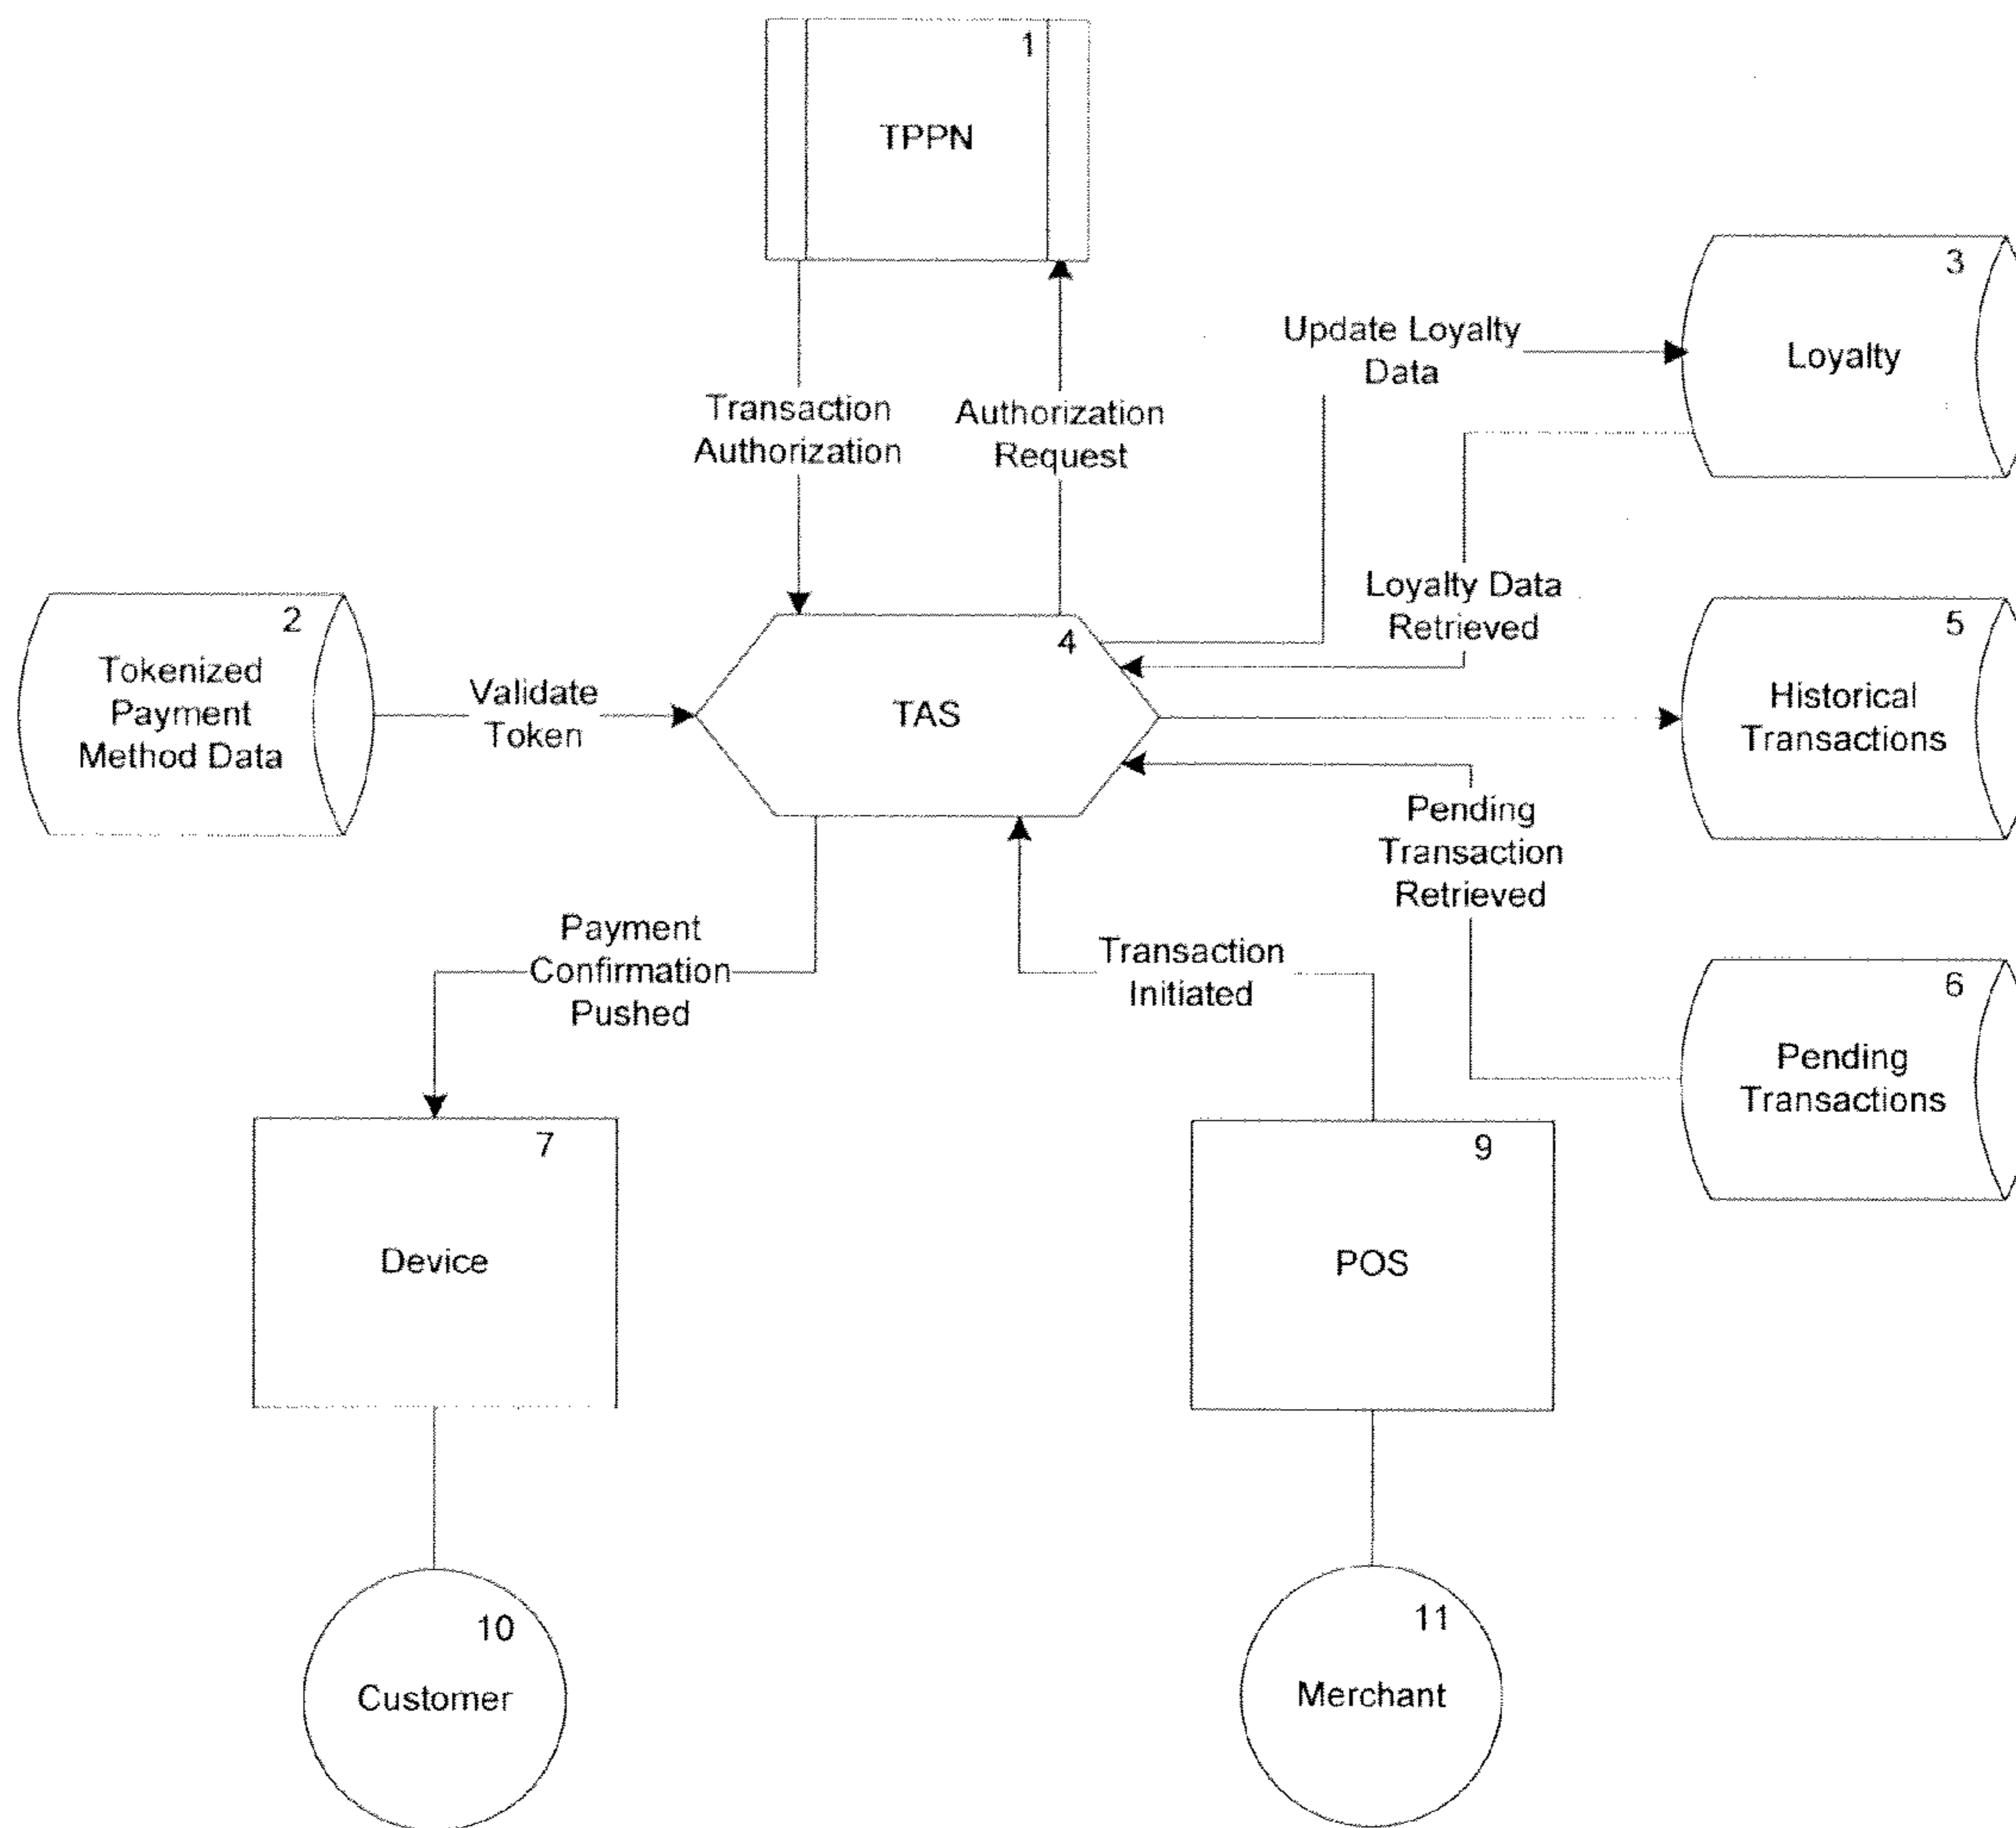 1
TPPN
3
Loyalty
Update Loyalty
Data
Transaction
Authorization
Authorization
Request
Loyalty Data
Retrieved
2
Tokenized
Payment
Method Data
Validate
Token
4
TAS
5
Historical
Transactions
Pending
Transaction
Retrieved
Payment
Confirmation
Pushed
Transaction
Initiated
6
Pending
Transactions
7
Device
9
POS
10
Customer
11
Merchant